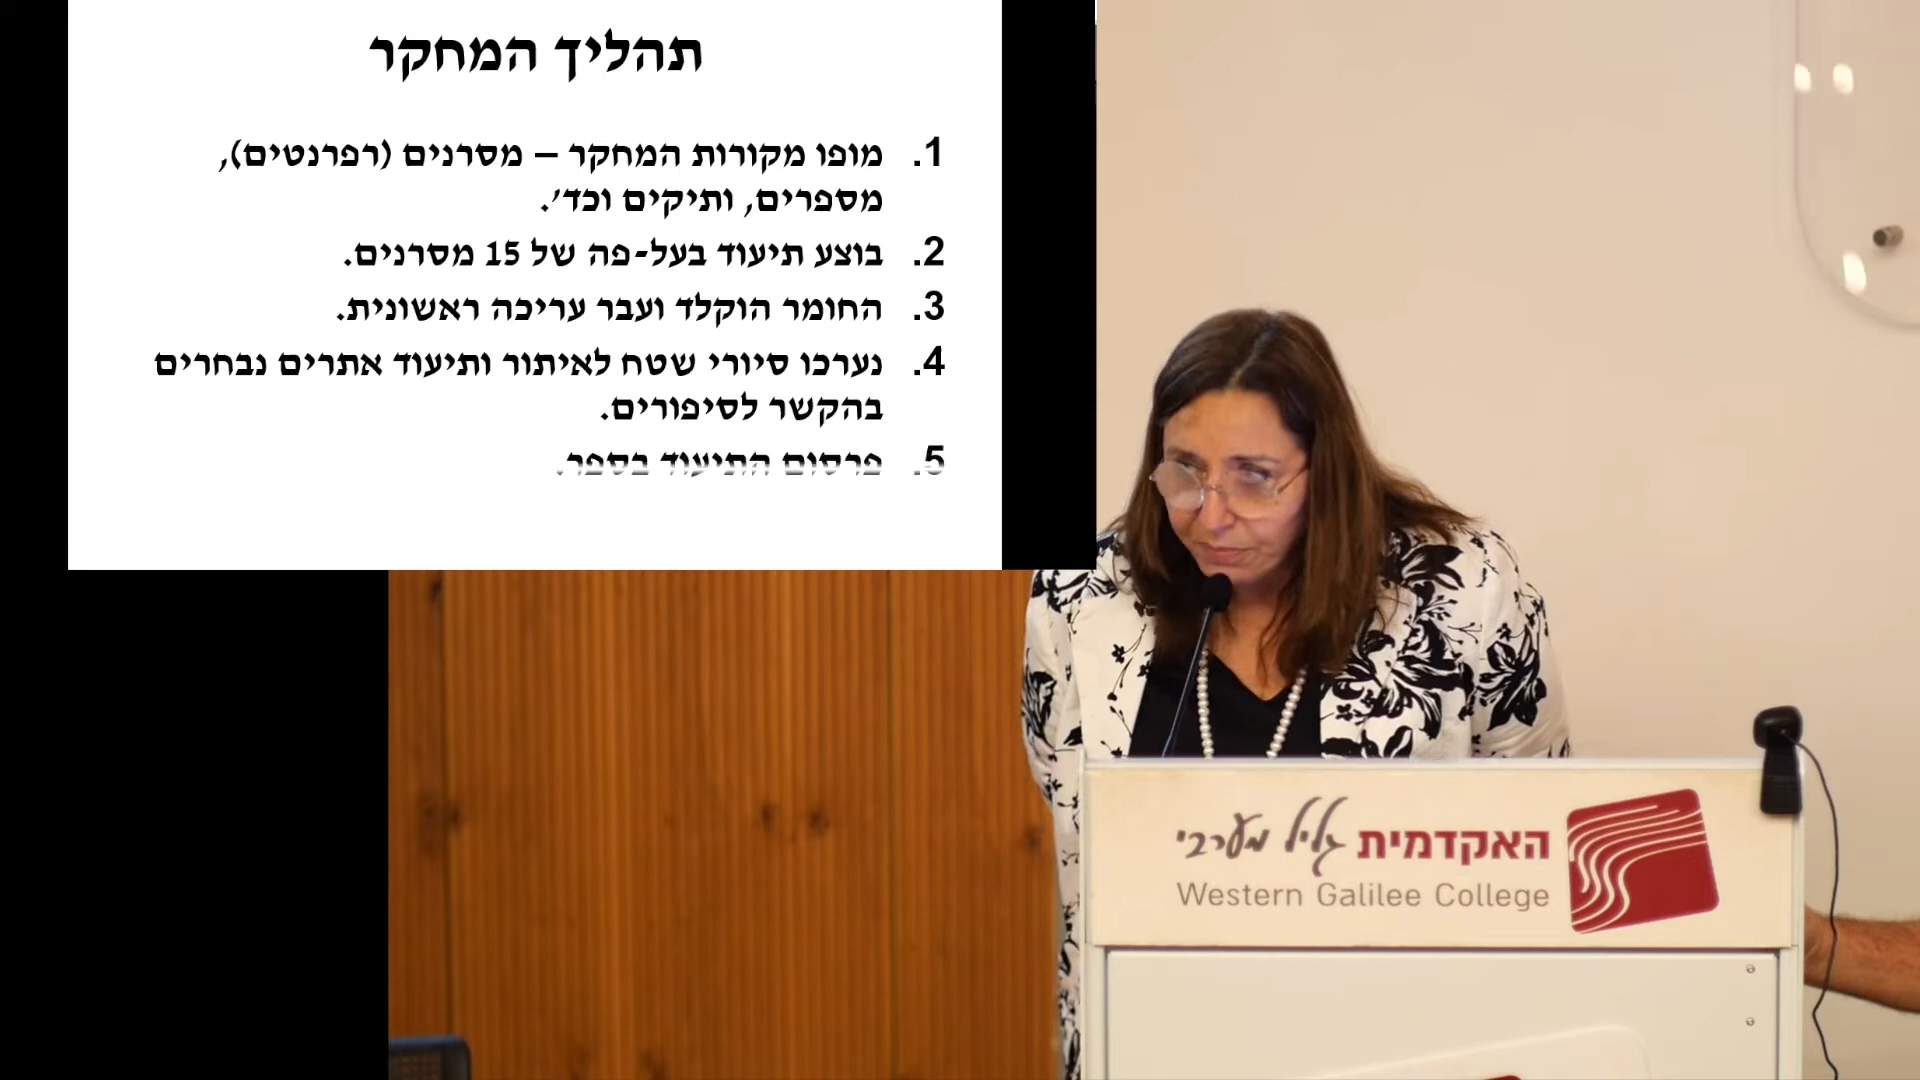 תהליך המחקר
1. מופו מקורות המחקר – מסרנים (רפרנטים),
מספרים, ותיקים וכד'.
2. בוצע תיעוד בעל-פה של 15 מסרנים.
3. החומר הוקלד ועבר עריכה ראשונית.
4. נערכו סיורי שטח לאיתור ותיעוד אתרים נבחרים
בהקשר לסיפורים.
5. פרסום התיעוד בספר.
האקדמית גליל מערבי
Western Galilee College